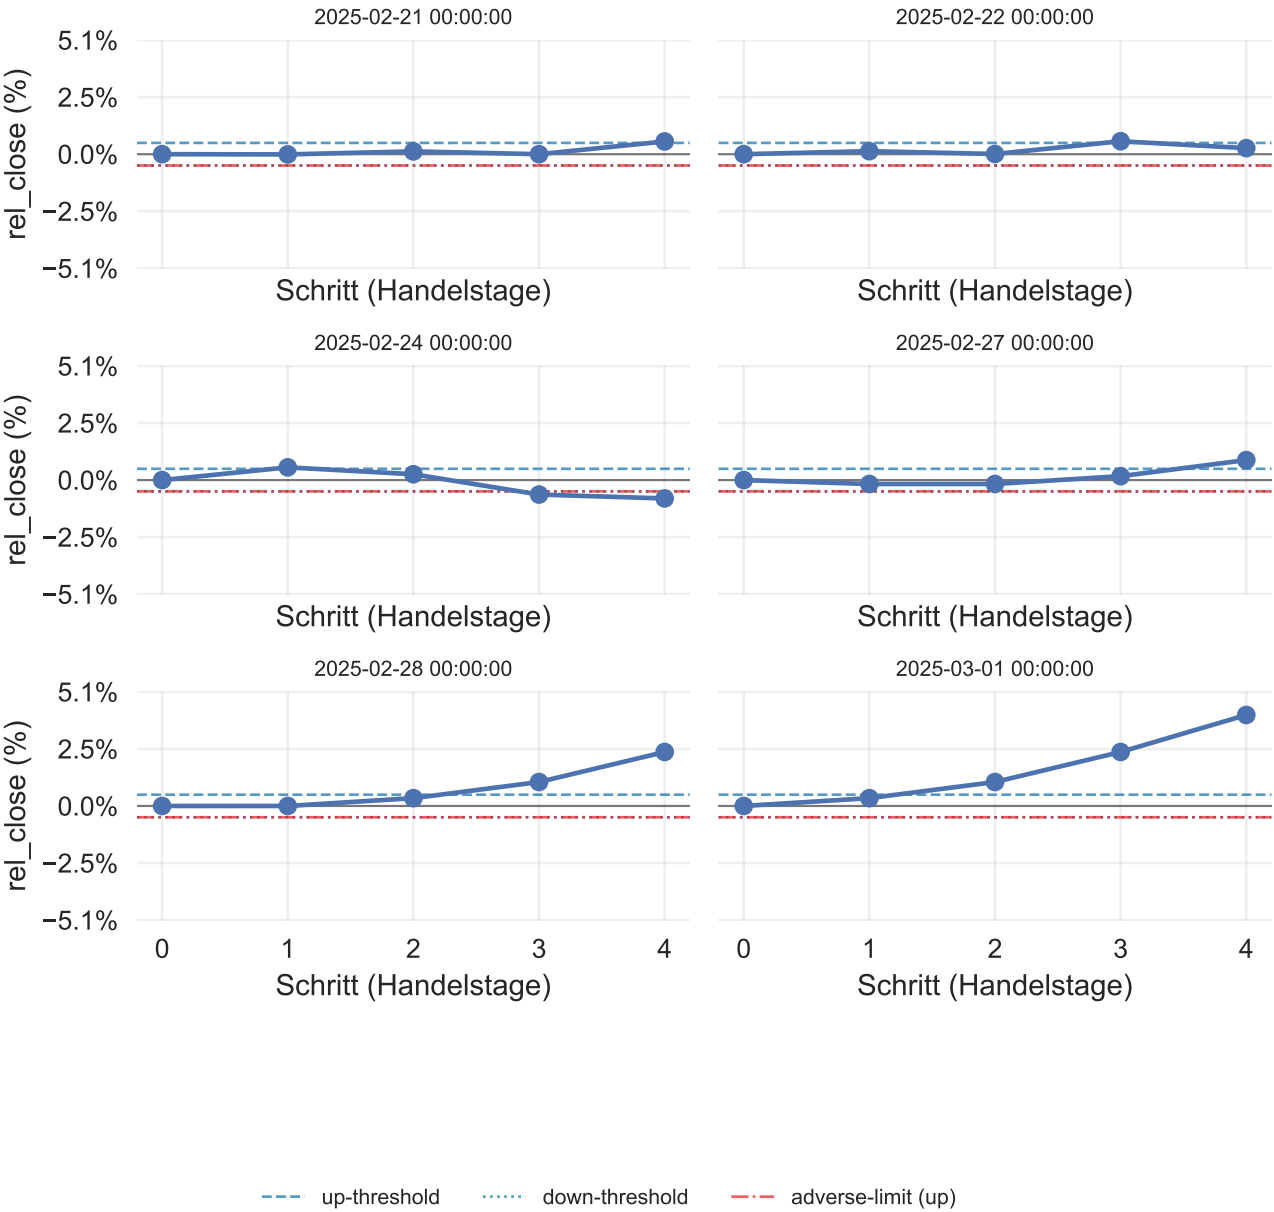 2025-02-21 00:00:00
2025-02-22 00:00:00
5.1%
2.5%
0.0%
−2.5%
−5.1%
rel_close (%)
Schritt (Handelstage)
Schritt (Handelstage)
2025-02-24 00:00:00
2025-02-27 00:00:00
5.1%
2.5%
0.0%
−2.5%
−5.1%
rel_close (%)
Schritt (Handelstage)
Schritt (Handelstage)
2025-02-28 00:00:00
2025-03-01 00:00:00
5.1%
2.5%
0.0%
−2.5%
−5.1%
rel_close (%)
0 1 2 3 4
0 1 2 3 4
Schritt (Handelstage)
Schritt (Handelstage)
up-threshold
down-threshold
adverse-limit (up)